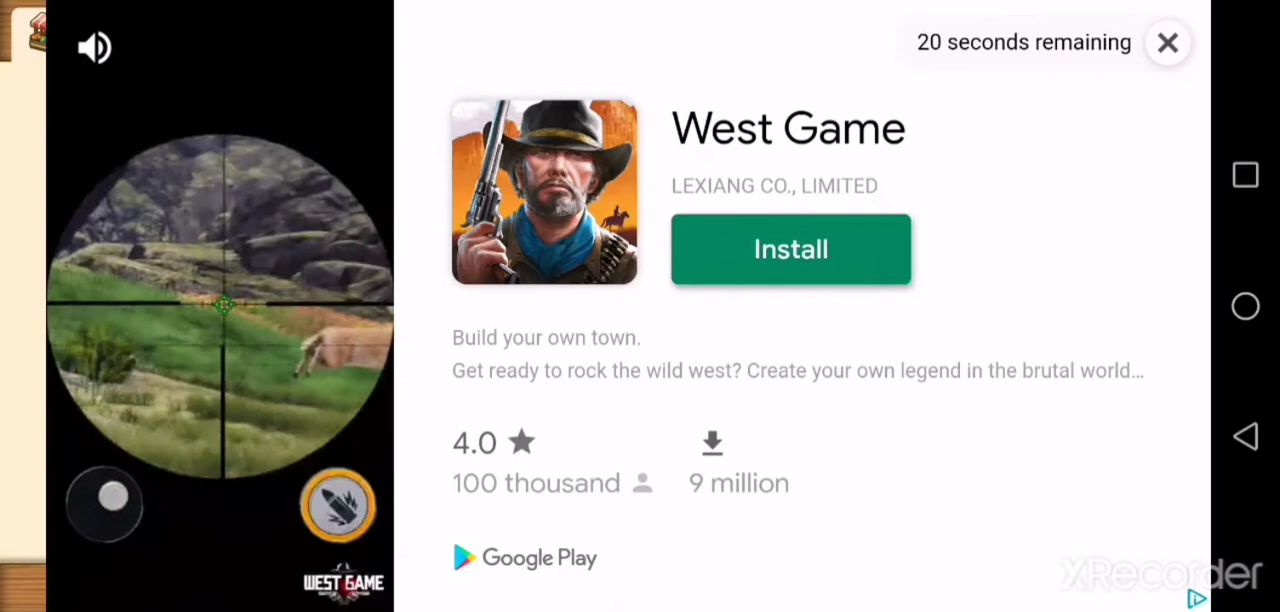 20 seconds remaining
West Game
LEXIANG CO., LIMITED
Install
Build your own town.
Get ready to rock the wild west? Create your own legend in the brutal world...
4.0
100 thousand
9 million
Google Play
WEST GAME
XRecorder